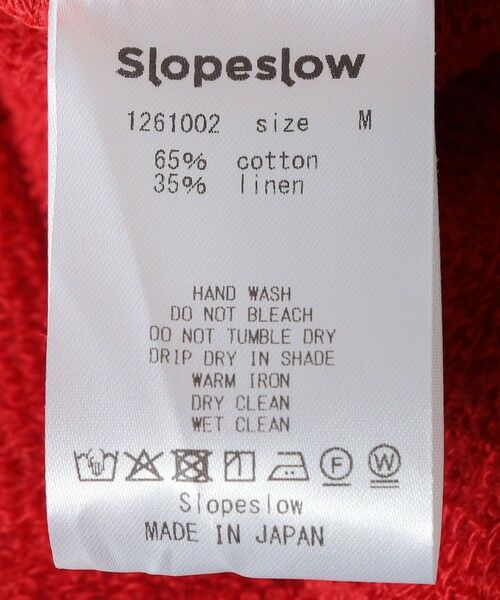 Slopeslow
1261002 size M
65% cotton
35% linen
HAND WASH
DO NOT BLEACH
DO NOT TUMBLE DRY
DRIP DRY IN SHADE
WARM IRON
DRY CLEAN
WET CLEAN
F W
Slopeslow
MADE IN JAPAN